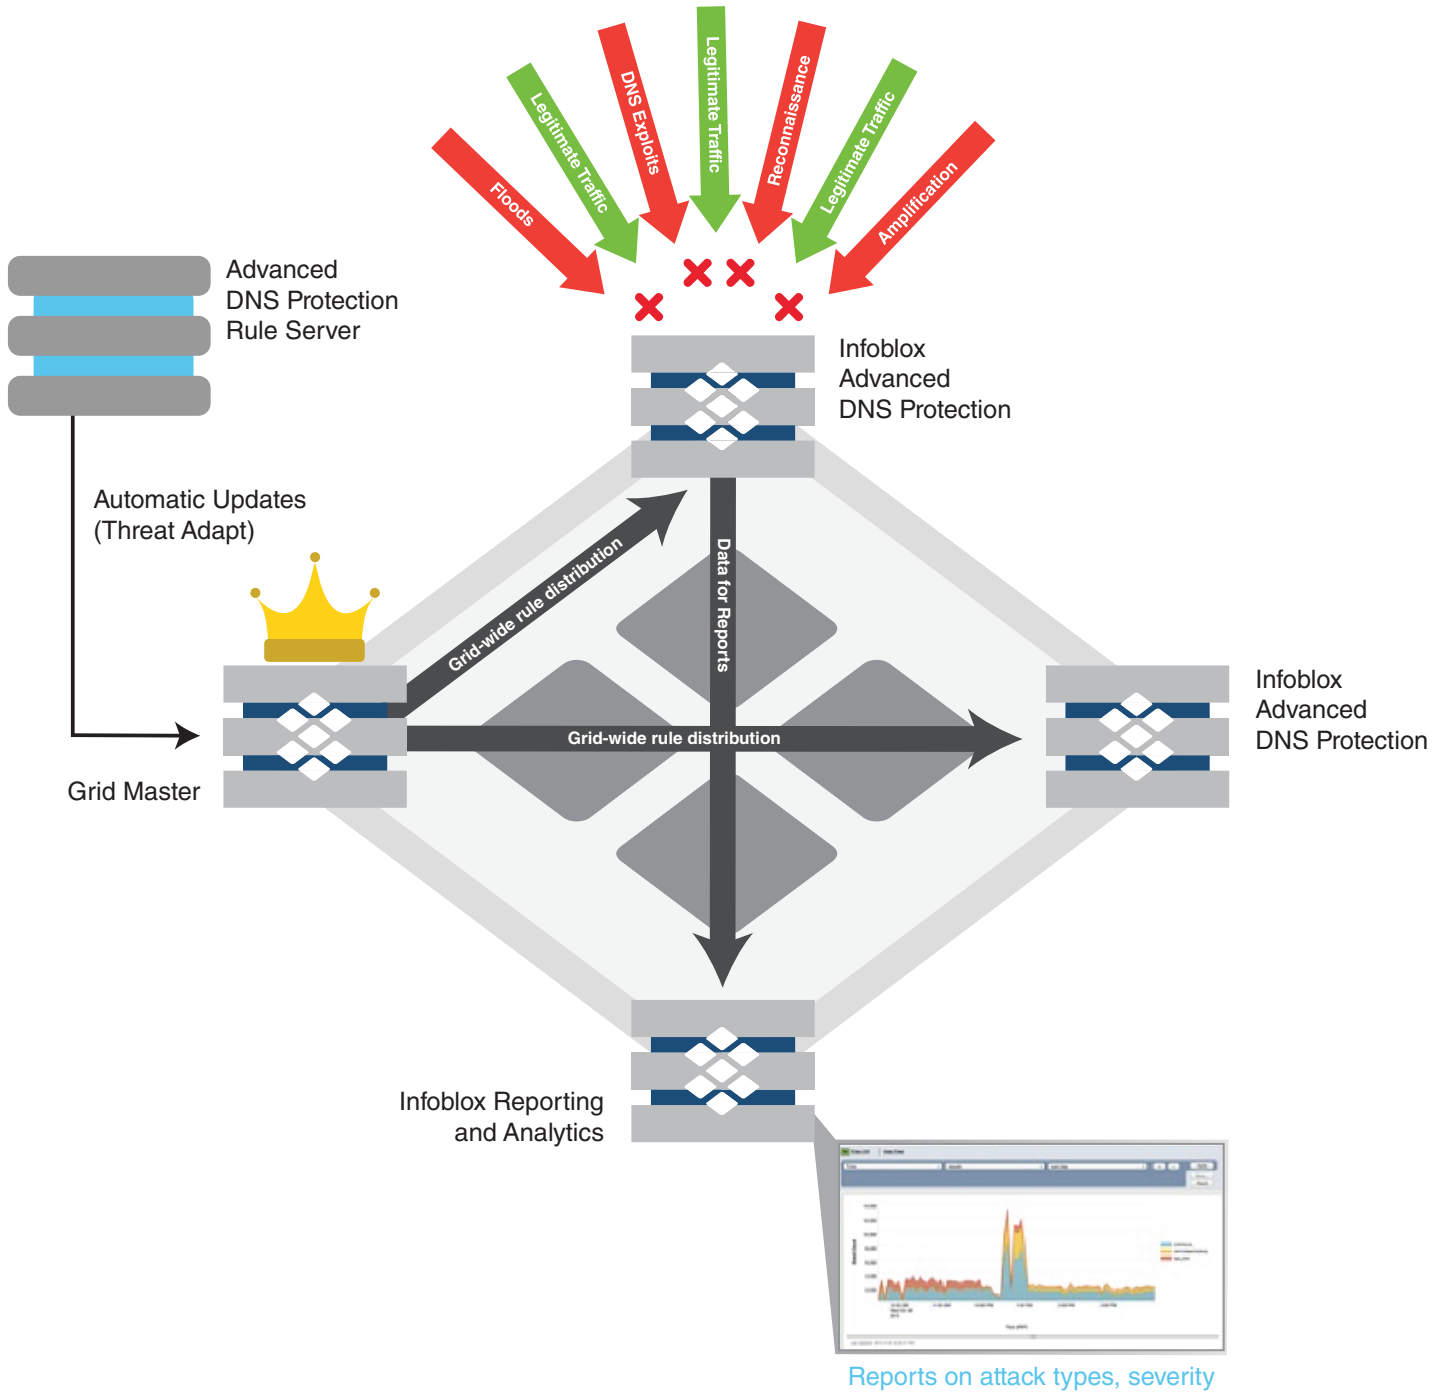 Floods
Legitimate Traffic
DNS Exploits
Legitimate Traffic
Reconnaissance
Legitimate Traffic
Amplification
Advanced
DNS Protection
Rule Server
Infoblox
Advanced
DNS Protection
Automatic Updates
(Threat Adapt)
Grid-wide rule distribution
Data for Reports
Grid-wide rule distribution
Grid Master
Infoblox
Advanced
DNS Protection
Infoblox Reporting
and Analytics
Reports on attack types, severity